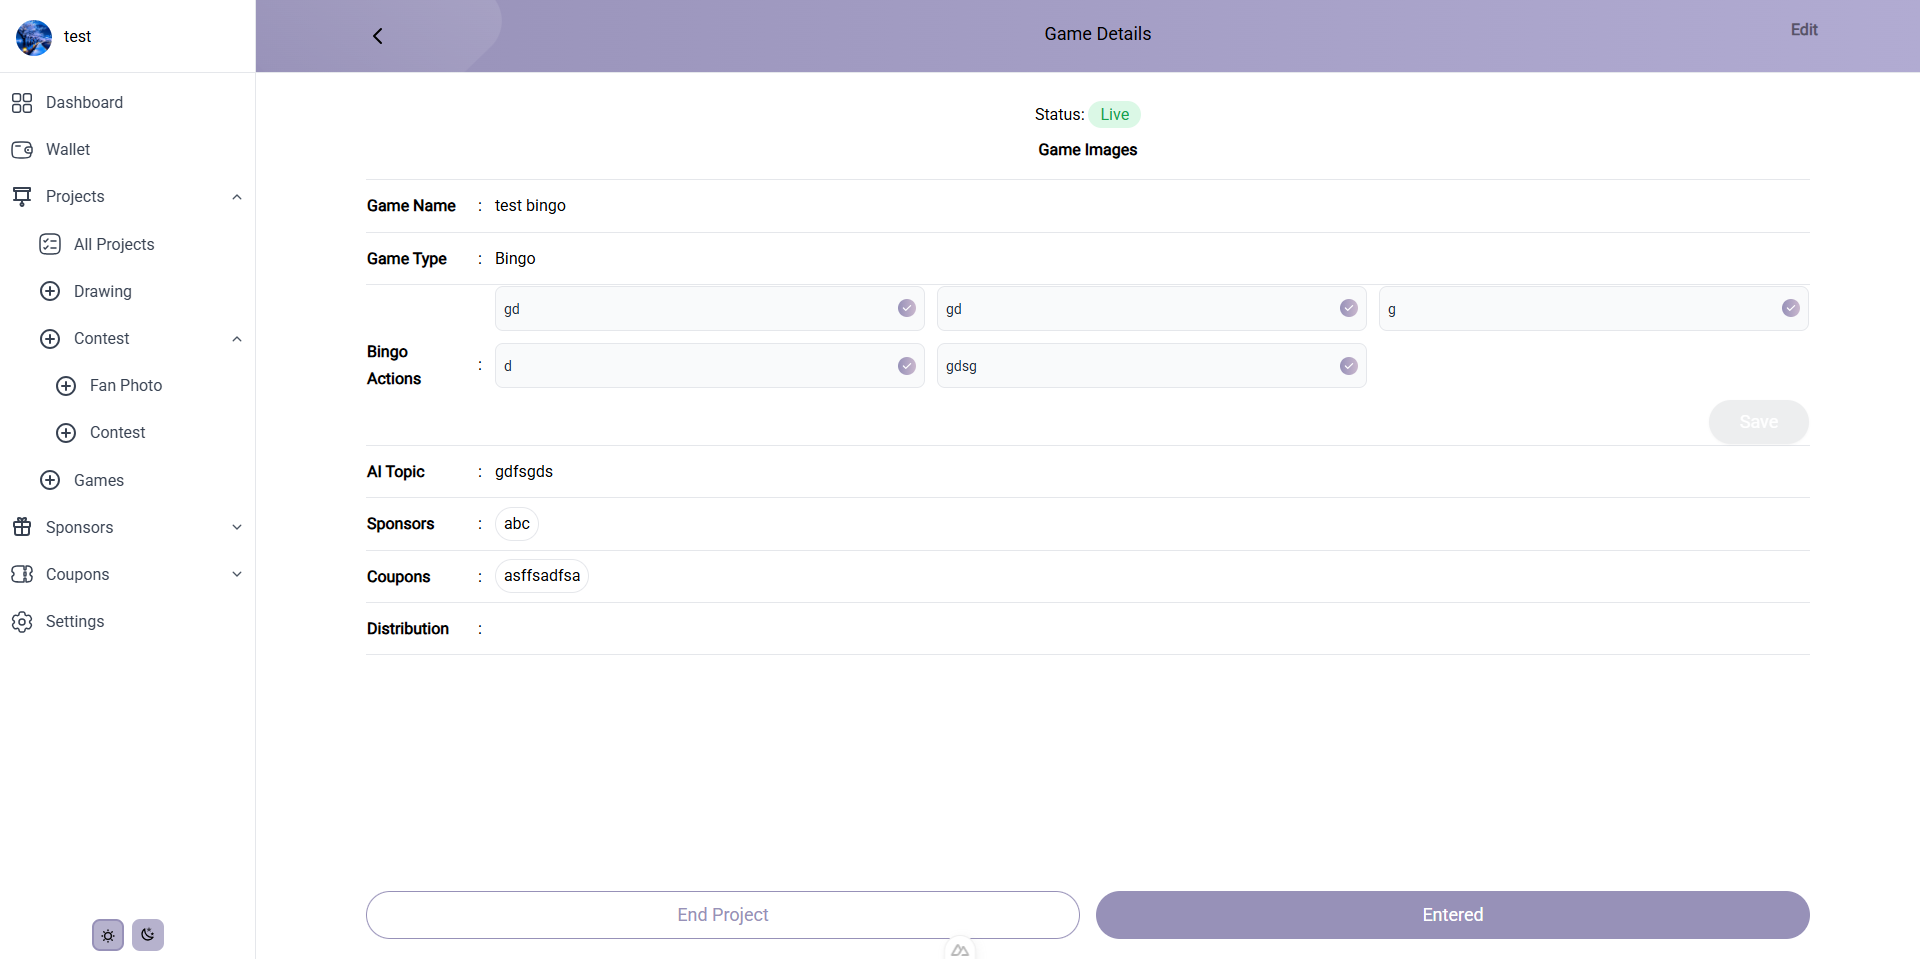 test
Game Details
Edit
Dashboard
Wallet
Projects
All Projects
Drawing
Contest
Fan Photo
Contest
Games
Sponsors
Coupons
Settings
Status: Live
Game Images
Game Name : test bingo
Game Type : Bingo
Bingo Actions :
gd
gd
g
d
gdsg
Save
AI Topic : gdfsgds
Sponsors : abc
Coupons : asffsadfsa
Distribution :
End Project
Entered